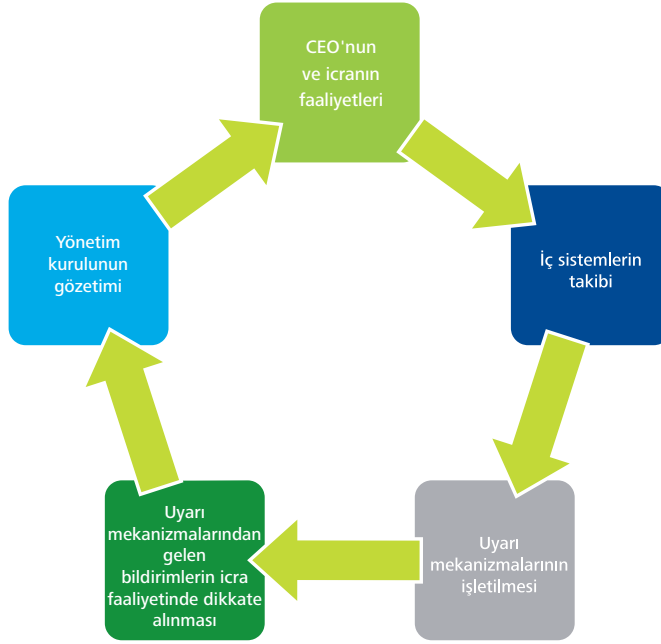 CEO'nun
ve icranın
faaliyetleri
Yönetim
kurulunun
gözetimi
İç sistemlerin
takibi
Uyarı
mekanizmalarından
gelen
bildirimlerin icra
faaliyetinde dikkate
alınması
Uyarı
mekanizmalarının
işletilmesi